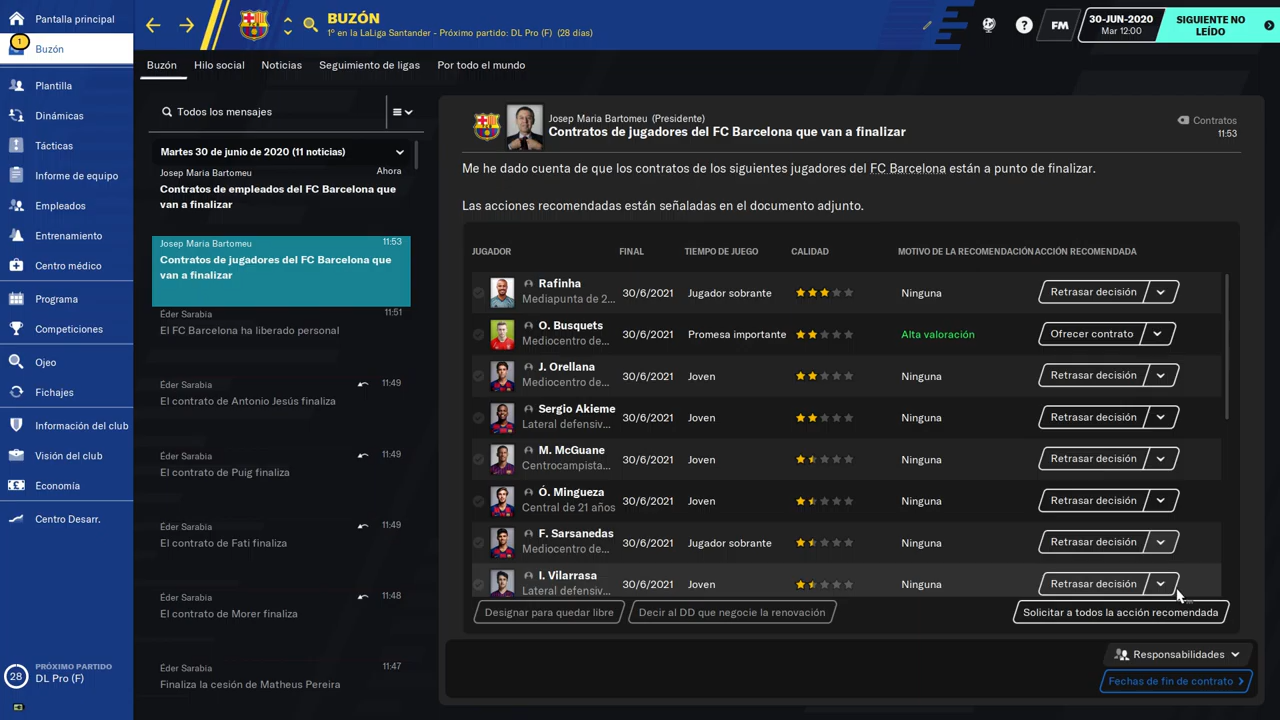 Pantalla principal
1
Buzón
Plantilla
Dinámicas
Tácticas
Informe de equipo
Empleados
Entrenamiento
Centro médico
Programa
Competiciones
Ojeo
Fichajes
Información del club
Visión del club
Economía
Centro Desarr.
PRÓXIMO PARTIDO
28
DL Pro (F)
BUZÓN
1º en la LaLiga Santander - Próximo partido: DL Pro (F) (28 días)
?
FM
30-JUN-2020
Mar 12:00
SIGUIENTE NO
LEÍDO
Buzón Hilo social Noticias Seguimiento de ligas Por todo el mundo
Todos los mensajes
Martes 30 de junio de 2020 (11 noticias)
Josep Maria Bartomeu Ahora
Contratos de empleados del FC Barcelona que
van a finalizar
Josep Maria Bartomeu 11:53
Contratos de jugadores del FC Barcelona que
van a finalizar
Éder Sarabia 11:51
El FC Barcelona ha liberado personal
Éder Sarabia 11:49
El contrato de Antonio Jesús finaliza
Éder Sarabia 11:49
El contrato de Puig finaliza
Éder Sarabia 11:49
El contrato de Fati finaliza
Éder Sarabia 11:48
El contrato de Morer finaliza
Éder Sarabia 11:47
Finaliza la cesión de Matheus Pereira
Josep Maria Bartomeu (Presidente)
Contratos de jugadores del FC Barcelona que van a finalizar
Contratos
11:53
Me he dado cuenta de que los contratos de los siguientes jugadores del FC Barcelona están a punto de finalizar.
Las acciones recomendadas están señaladas en el documento adjunto.
JUGADOR FINAL TIEMPO DE JUEGO CALIDAD MOTIVO DE LA RECOMENDACIÓN ACCIÓN RECOMENDADA
Rafinha
Mediapunta de 2... 30/6/2021 Jugador sobrante Ninguna Retrasar decisión
O. Busquets
Mediocentro de... 30/6/2021 Promesa importante Alta valoración Ofrecer contrato
J. Orellana
Mediocentro de... 30/6/2021 Joven Ninguna Retrasar decisión
Sergio Akieme
Lateral defensiv... 30/6/2021 Joven Ninguna Retrasar decisión
M. McGuane
Centrocampista... 30/6/2021 Joven Ninguna Retrasar decisión
Ó. Mingueza
Central de 21 años 30/6/2021 Joven Ninguna Retrasar decisión
F. Sarsanedas
Mediocentro de... 30/6/2021 Jugador sobrante Ninguna Retrasar decisión
I. Vilarrasa
Lateral defensiv... 30/6/2021 Joven Ninguna Retrasar decisión
Designar para quedar libre Decir al DD que negocie la renovación Solicitar a todos la acción recomendada
Responsabilidades
Fechas de fin de contrato